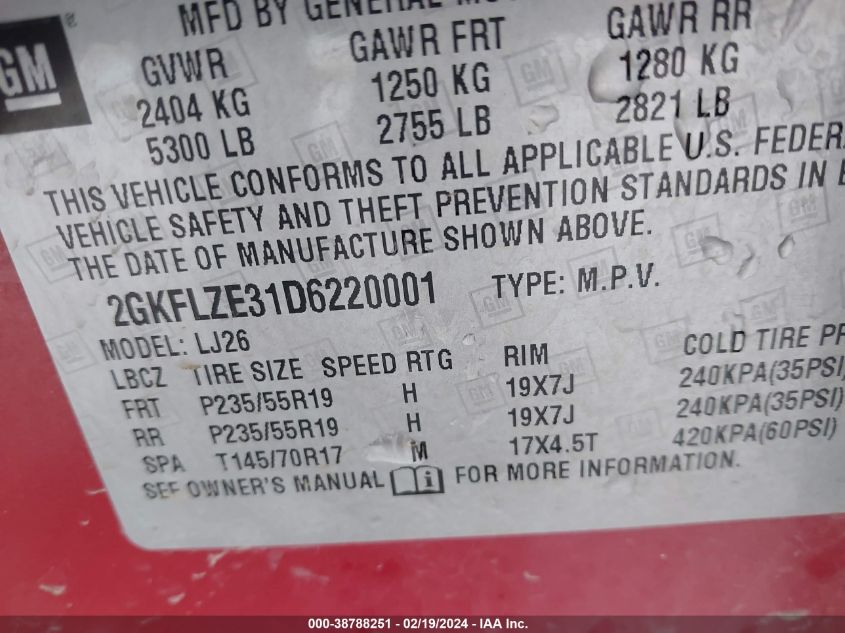 MFD BY GENERAL
GM ®
GVWR GAWR FRT GAWR RR
2404 KG 1250 KG 1280 KG
5300 LB 2755 LB 2821 LB
THIS VEHICLE CONFORMS TO ALL APPLICABLE U.S.
VEHICLE SAFETY AND THEFT PREVENTION STANDARDS IN
THE DATE OF MANUFACTURE SHOWN ABOVE.
2GKFLZE31D6220001 TYPE: M.P.V.
MODEL: LJ26
LBCZ TIRE SIZE SPEED RTG RIM COLD TIRE
FRT P235/55R19 H 19X7J 240KPA(35PSI)
RR P235/55R19 H 19X7J 240KPA(35PSI)
SPA T145/70R17 M 17X4.5T 420KPA(60PSI)
SEE OWNER'S MANUAL i FOR MORE INFORMATION.
000-38788251 - 02/19/2024 - IAA Inc.